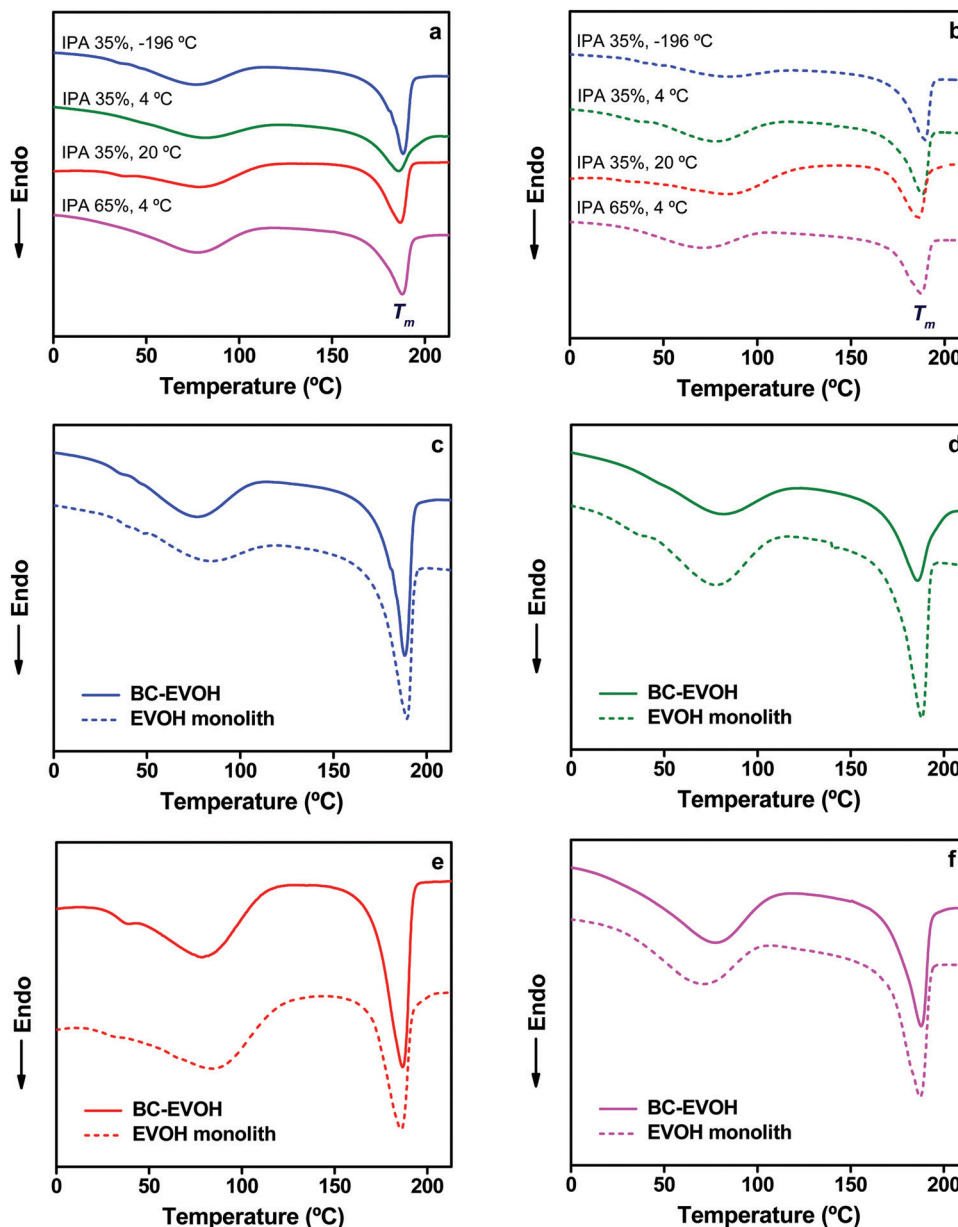 a
IPA 35%, -196 ºC
IPA 35%, 4 ºC
IPA 35%, 20 ºC
IPA 65%, 4 ºC
Tm
Endo
0 50 100 150 200
Temperature (ºC)
b
IPA 35%, -196 ºC
IPA 35%, 4 ºC
IPA 35%, 20 ºC
IPA 65%, 4 ºC
Tm
Endo
0 50 100 150 200
Temperature (ºC)
c
BC-EVOH
EVOH monolith
Endo
0 50 100 150 200
Temperature (ºC)
d
BC-EVOH
EVOH monolith
Endo
0 50 100 150 200
Temperature (ºC)
e
BC-EVOH
EVOH monolith
Endo
0 50 100 150 200
Temperature (ºC)
f
BC-EVOH
EVOH monolith
Endo
0 50 100 150 200
Temperature (ºC)